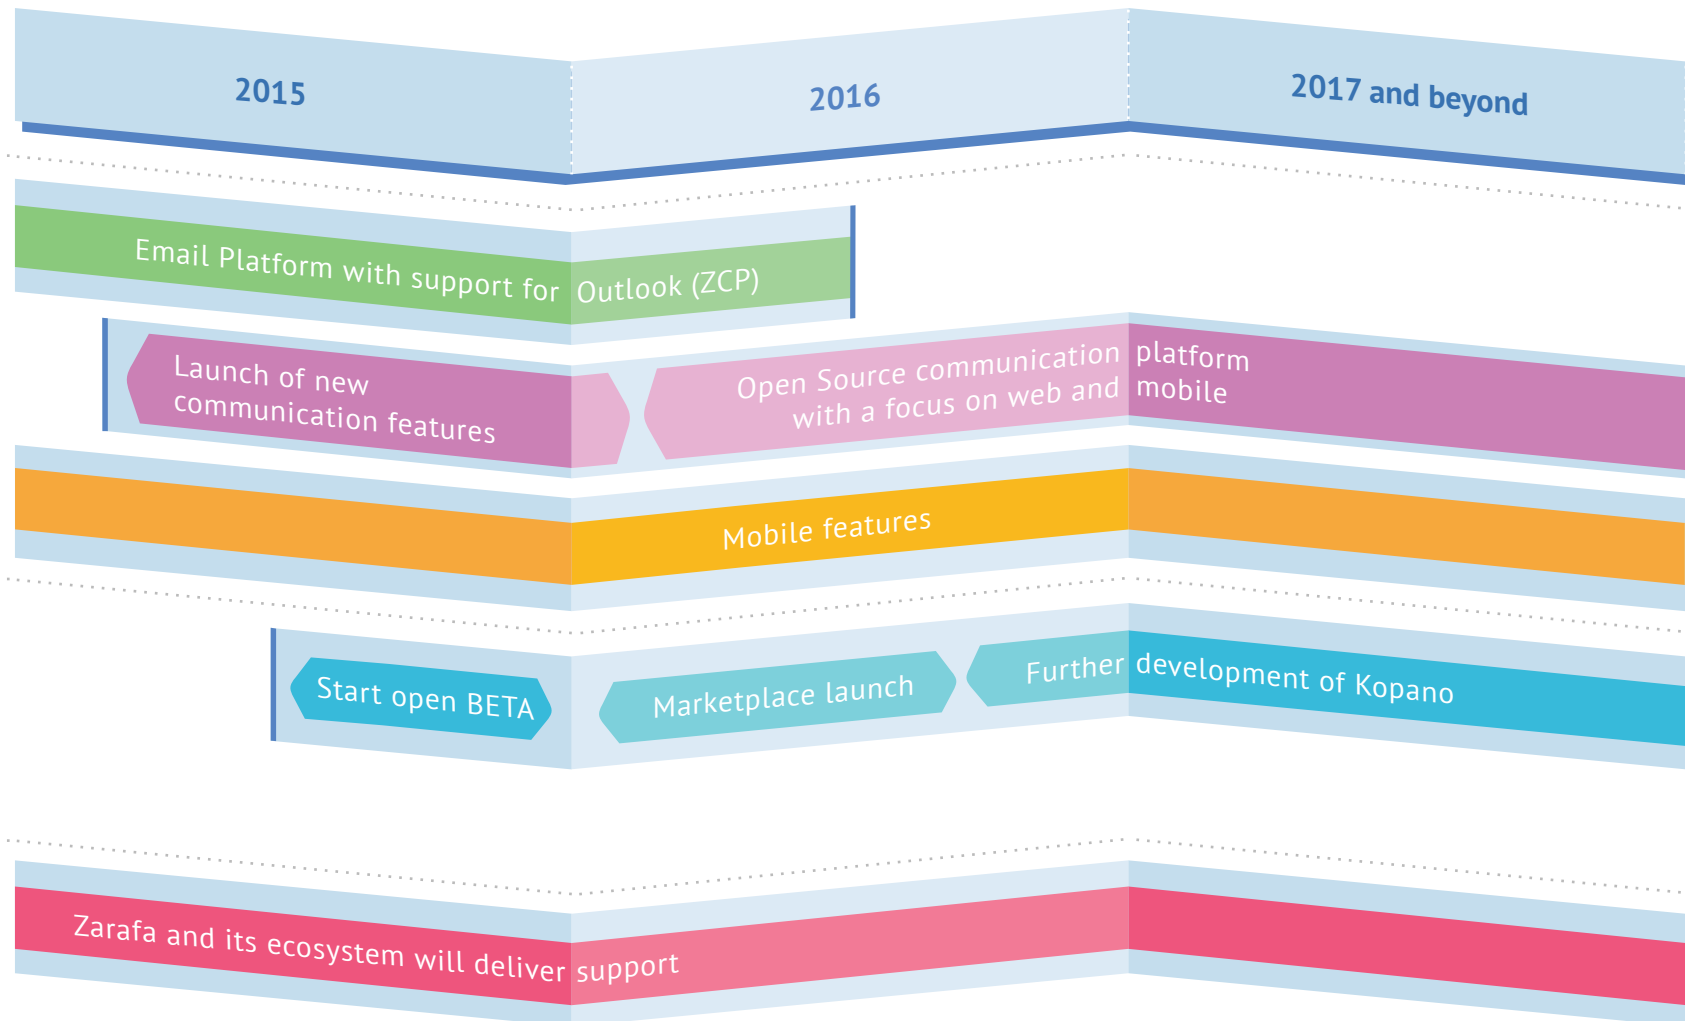 2015
2016
2017 and beyond
Email Platform with support for Outlook (ZCP)
Launch of new
communication features
Open Source communication platform
with a focus on web and mobile
Mobile features
Start open BETA
Marketplace launch
Further development of Kopano
Zarafa and its ecosystem will deliver support